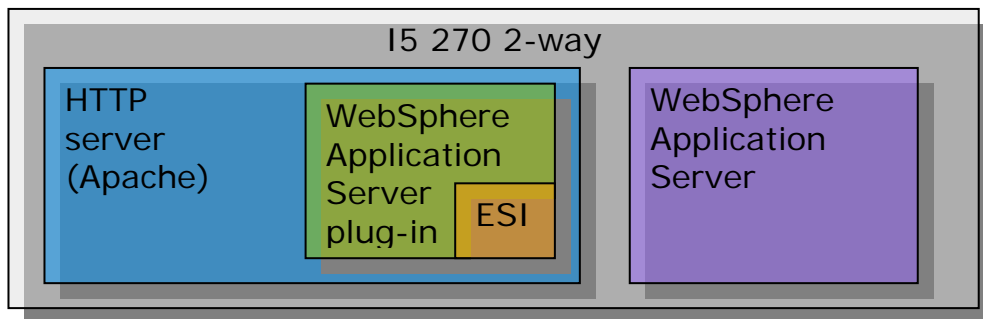 I5 270 2-way
HTTP
server
(Apache)
WebSphere
Application
Server
plug-in
ESI
WebSphere
Application
Server